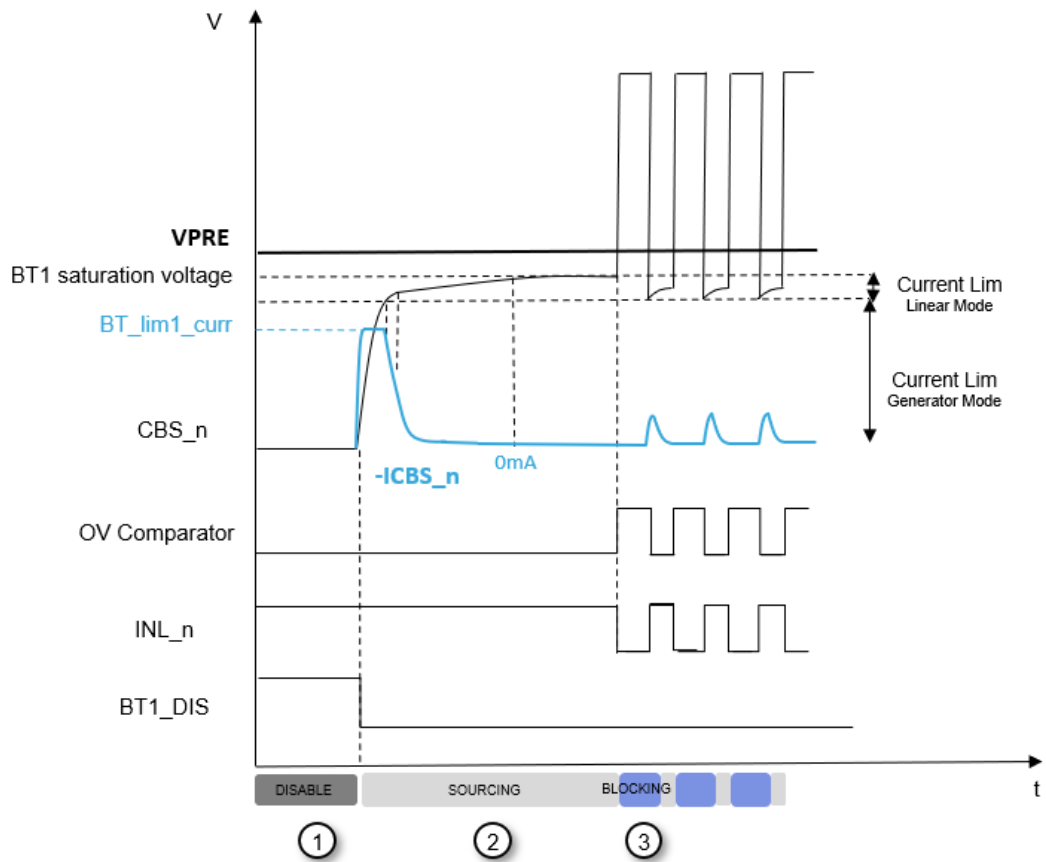 V
VPRE
BT1 saturation voltage
Current Lim
Linear Mode
BT_lim1_curr
Current Lim
Generator Mode
CBS_n
-ICBS_n
0mA
OV Comparator
INL_n
BT1_DIS
DISABLE
SOURCING
BLOCKING
t
1
2
3